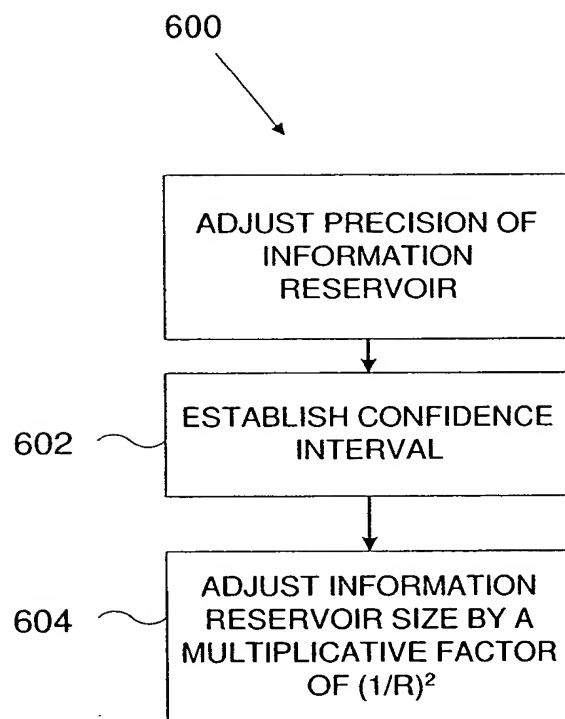 600
ADJUST PRECISION OF
INFORMATION
RESERVOIR
602
ESTABLISH CONFIDENCE
INTERVAL
604
ADJUST INFORMATION
RESERVOIR SIZE BY A
MULTIPLICATIVE FACTOR
OF (1/R)²